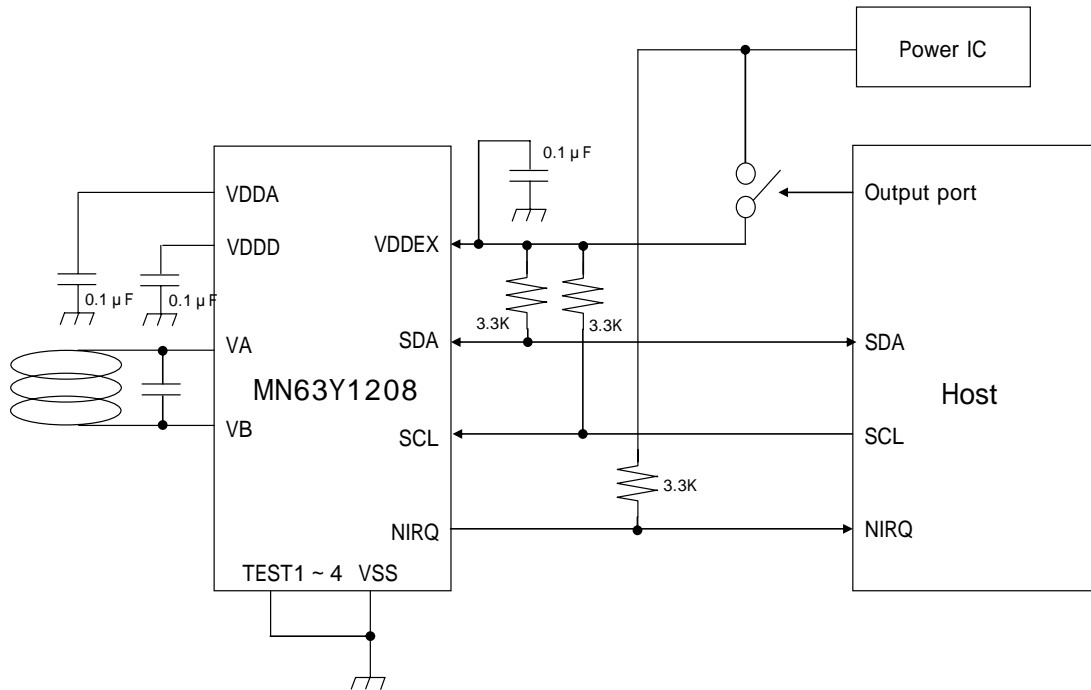 Power IC
0.1 µF
VDDA
Output port
VDDD
VDDEX
0.1 µF
0.1 µF
3.3K
3.3K
VA
SDA
SDA
MN63Y1208
Host
VB
SCL
SCL
3.3K
NIRQ
NIRQ
TEST1 ~ 4 VSS